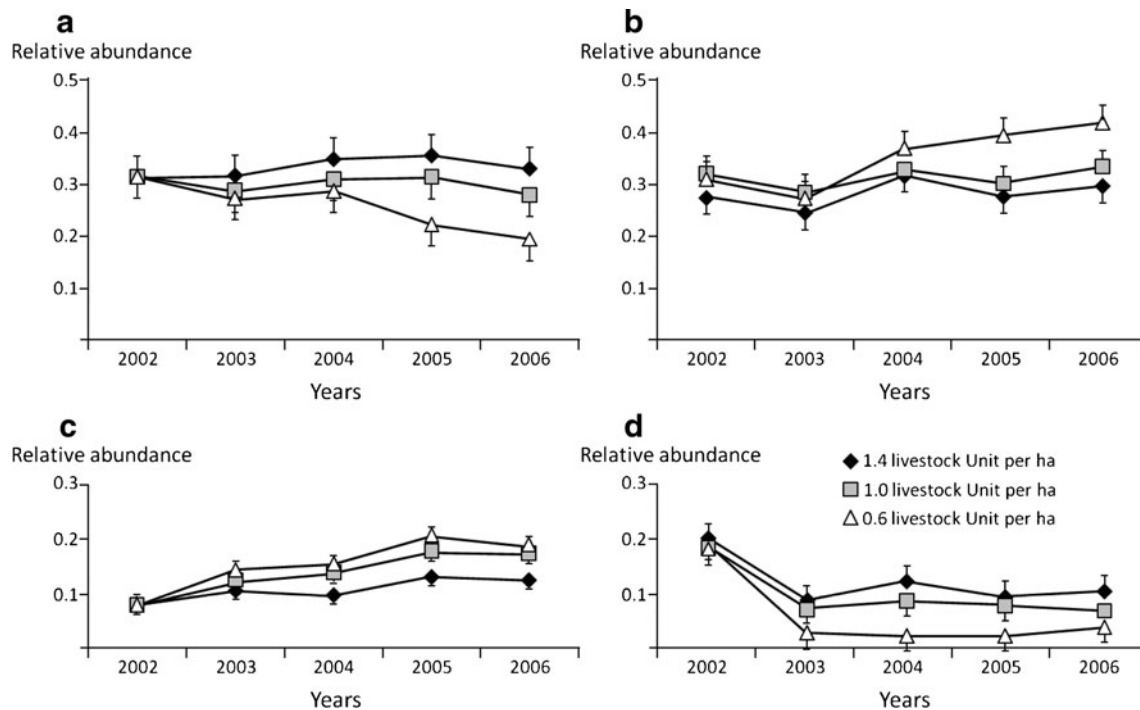 a
Relative abundance
0.5
0.4
0.3
0.2
0.1
2002 2003 2004 2005 2006
Years
b
Relative abundance
0.5
0.4
0.3
0.2
0.1
2002 2003 2004 2005 2006
Years
c
Relative abundance
0.3
0.2
0.1
2002 2003 2004 2005 2006
Years
d
Relative abundance
0.3
0.2
0.1
1.4 livestock Unit per ha
1.0 livestock Unit per ha
0.6 livestock Unit per ha
2002 2003 2004 2005 2006
Years